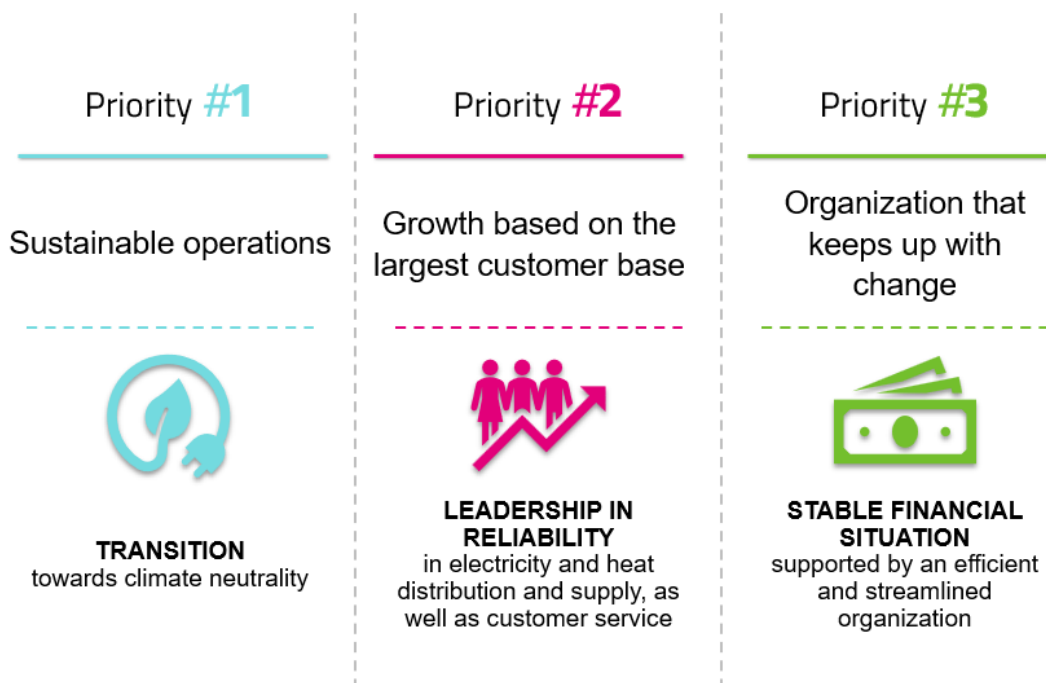 Priority #1
Sustainable operations
TRANSITION
towards climate neutrality
Priority #2
Growth based on the
largest customer base
LEADERSHIP IN
RELIABILITY
in electricity and heat
distribution and supply, as
well as customer service
Priority #3
Organization that
keeps up with
change
STABLE FINANCIAL
SITUATION
supported by an efficient
and streamlined
organization